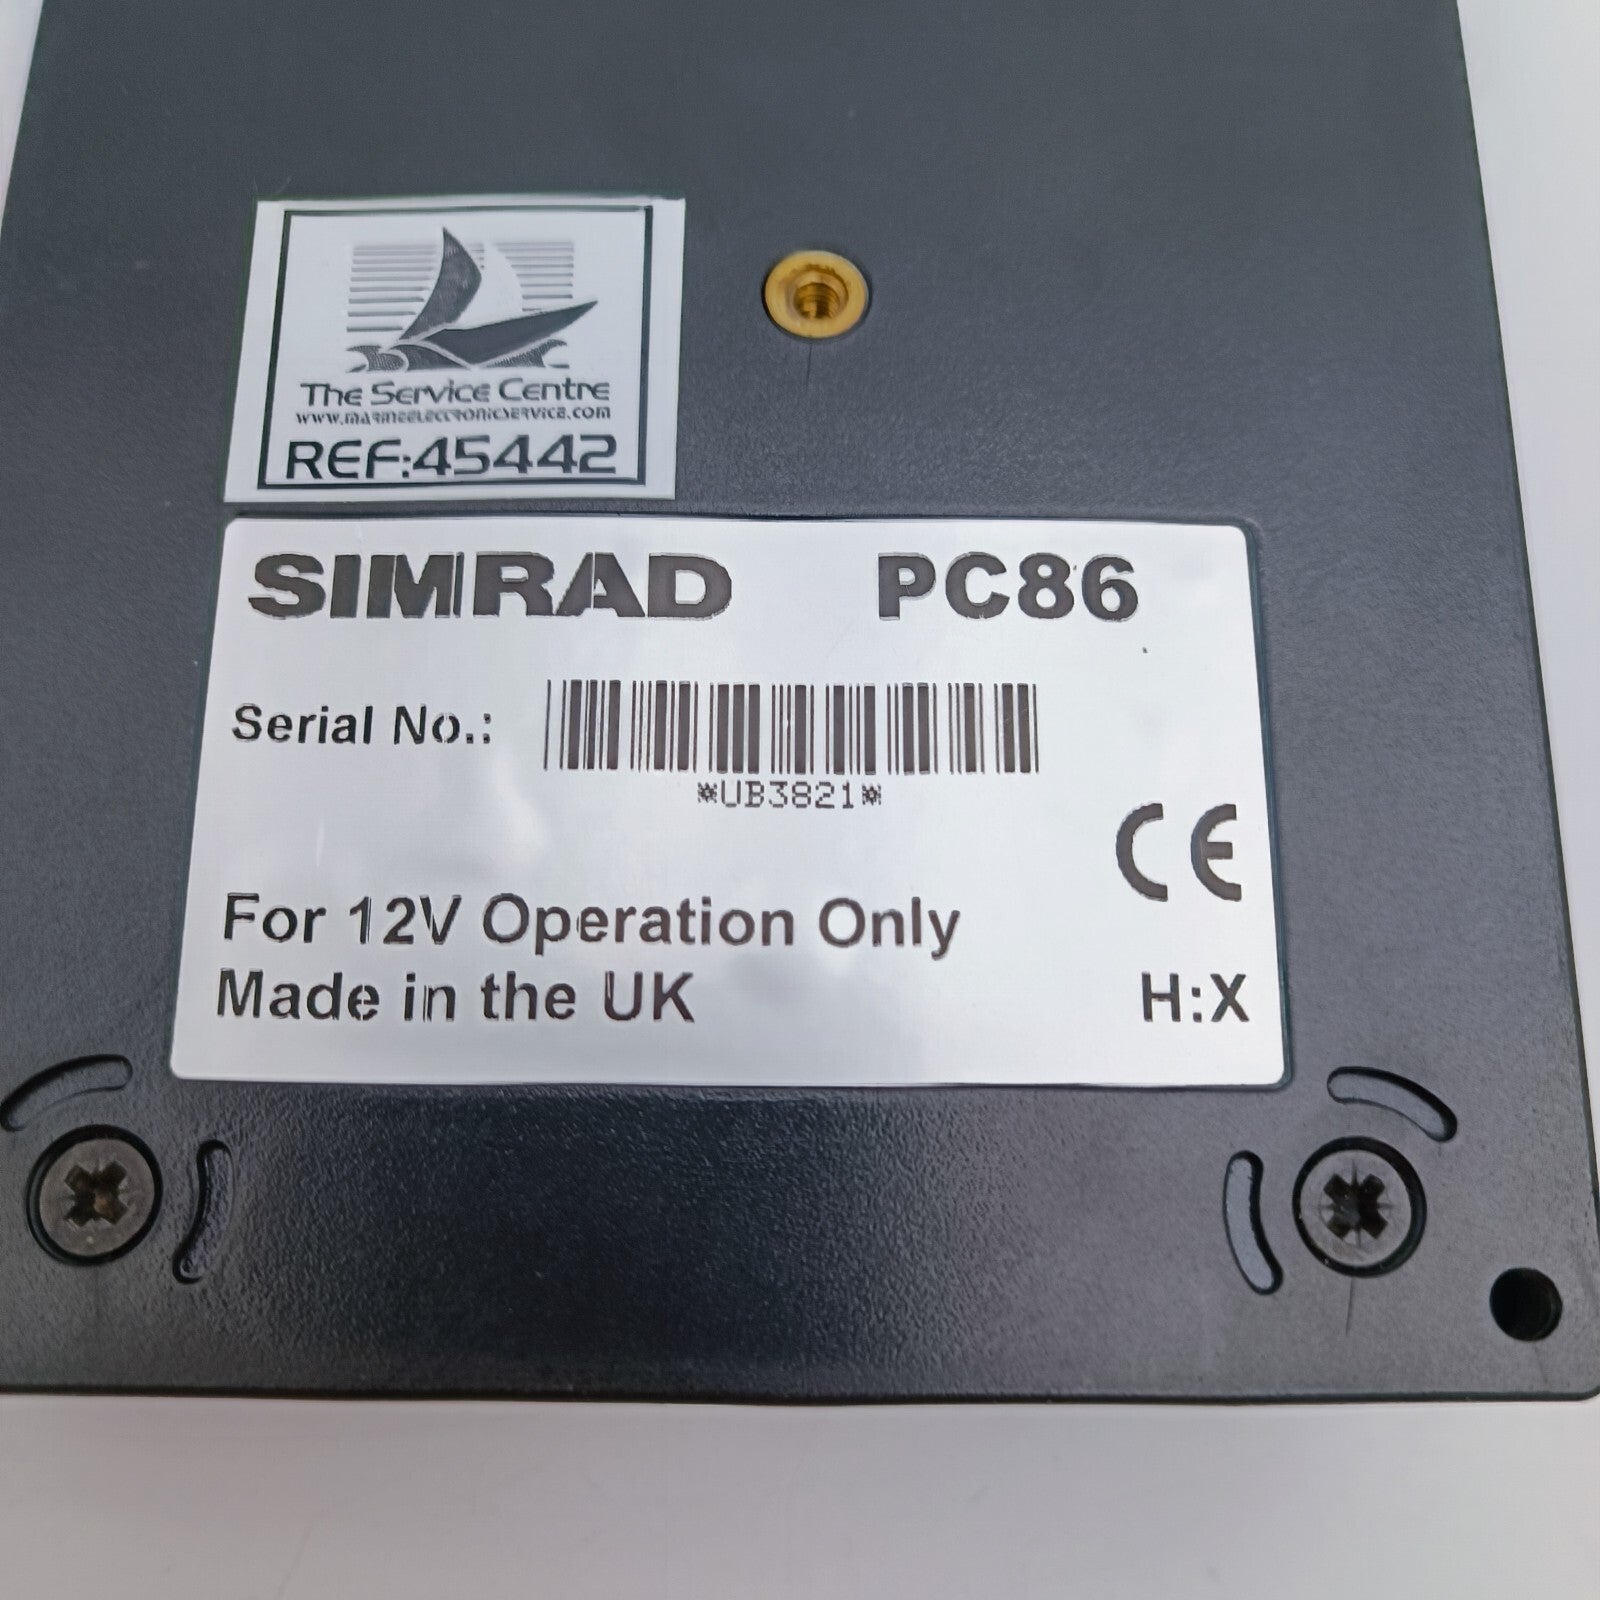 The Service Centre
www.marineelectronicservice.com
REF:45442
SIMRAD PC86
Serial No.:
*UB3821*
CE
For 12V Operation Only
Made in the UK H:X